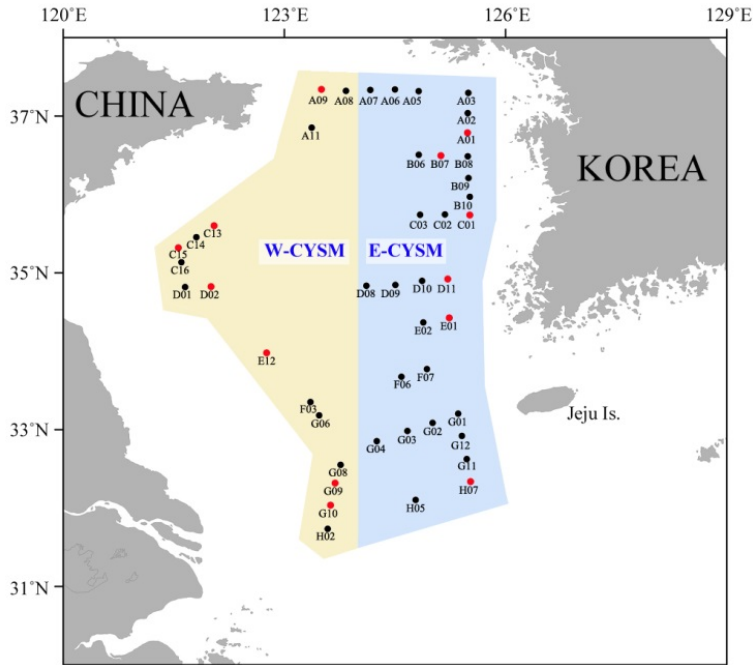 120˚E 123˚E 126˚E 129˚E
37˚N
35˚N
33˚N
31˚N
CHINA
KOREA
Jeju Is.
W-CYSM E-CYSM
A09 A08 A07 A06 A05 A03
A02
A11 A01
B06 B07 B08
B09
B10
C13 C03 C02 C01
C14
C15
C16
D01 D02 D08 D09 D10 D11
E02 E01
E12
F07
F06
F03
G06 G01
G03 G02
G04 G12
G08 G11
G09
H07
G10 H05
H02